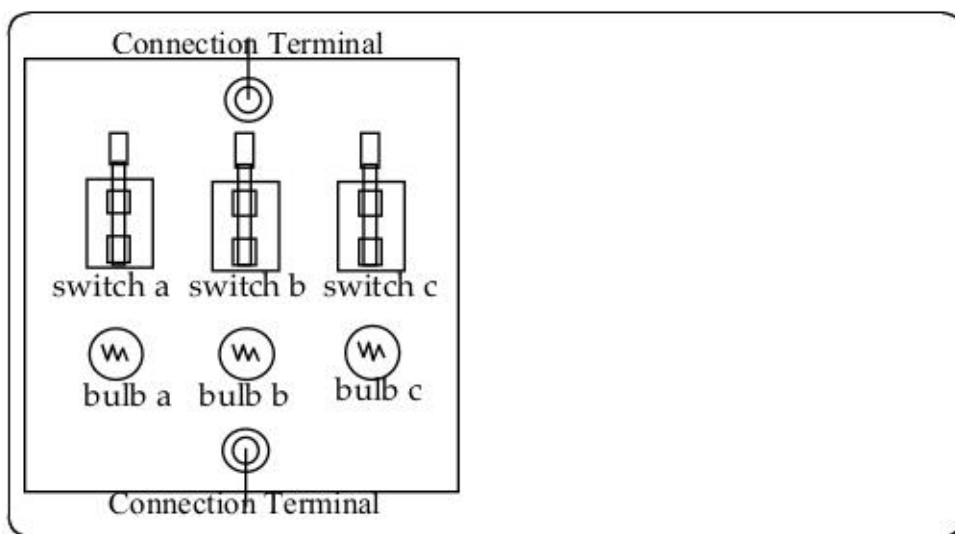 Connection Terminal
switch a switch b switch c
bulb a bulb b bulb c
Connection Terminal